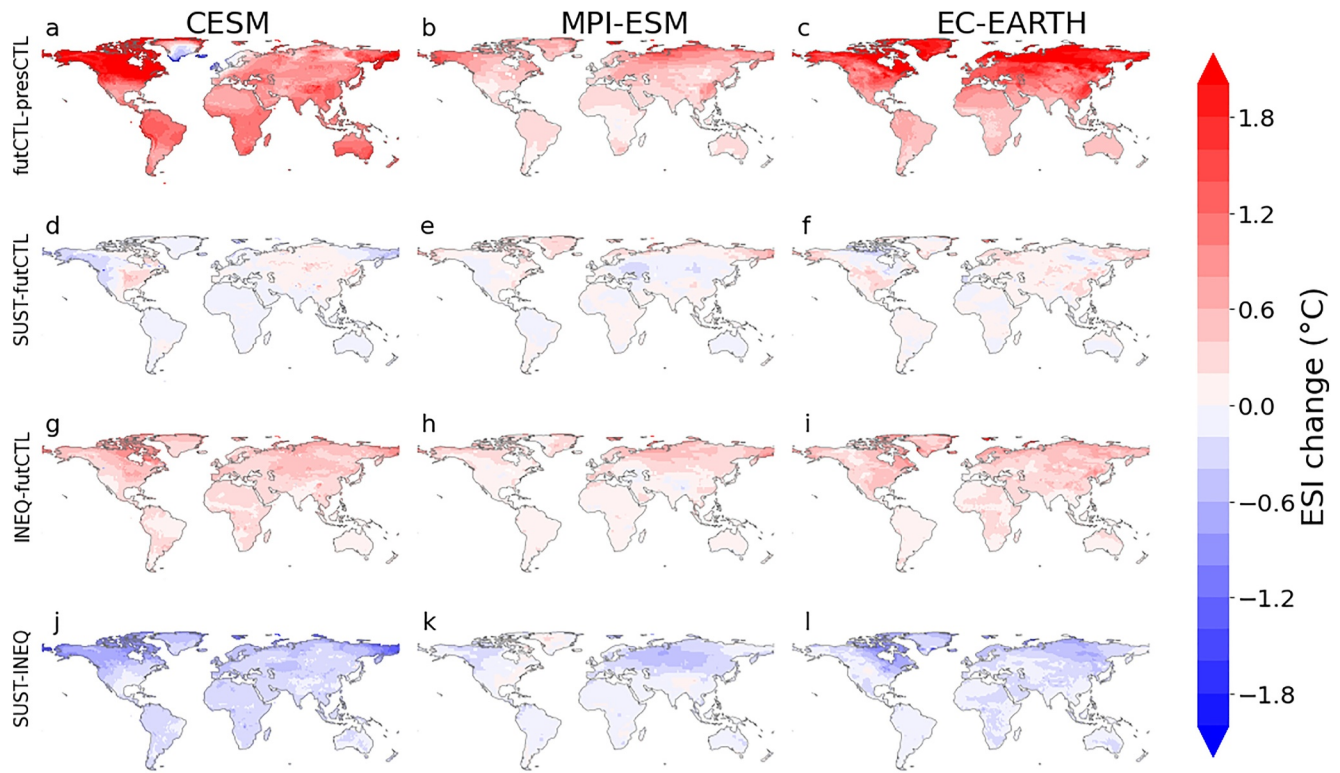 CESM MPI-ESM EC-EARTH
a b c
futCTL-presCTL
d e f
SUST-futCTL
g h i
INEQ-futCTL
j k l
SUST-INEQ
1.8
1.2
0.6
0.0
−0.6
−1.2
−1.8
ESI change (°C)